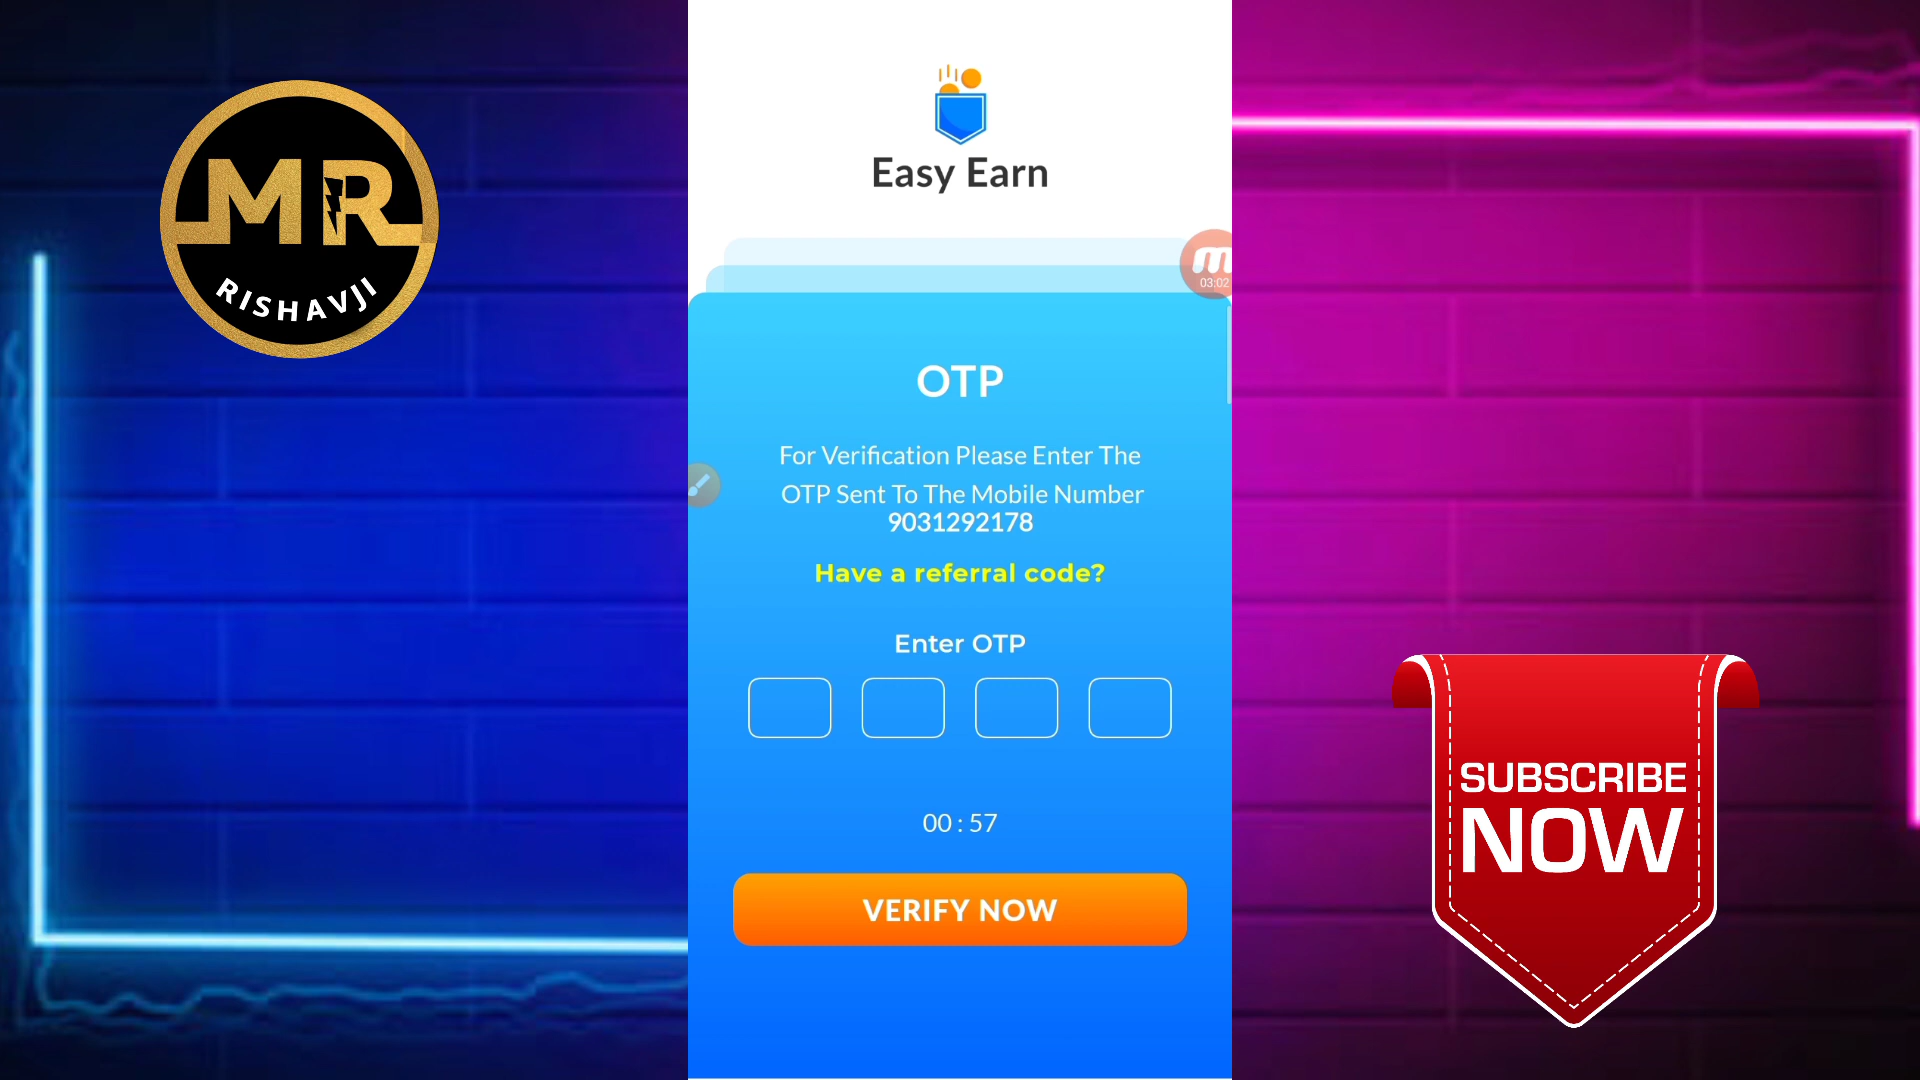 MR
RISHAVJI
Easy Earn
03:02
OTP
For Verification Please Enter The
OTP Sent To The Mobile Number
9031292178
Have a referral code?
Enter OTP
00 : 57
VERIFY NOW
SUBSCRIBE
NOW